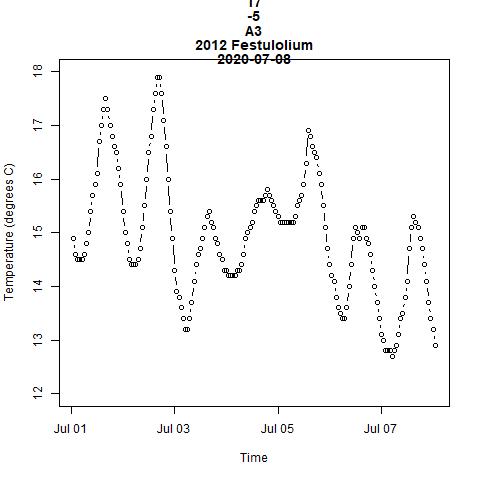 17
-5
A3
2012 Festulolium
2020-07-08
Temperature (degrees C)
18
17
16
15
14
13
12
Jul 01
Jul 03
Jul 05
Jul 07
Time